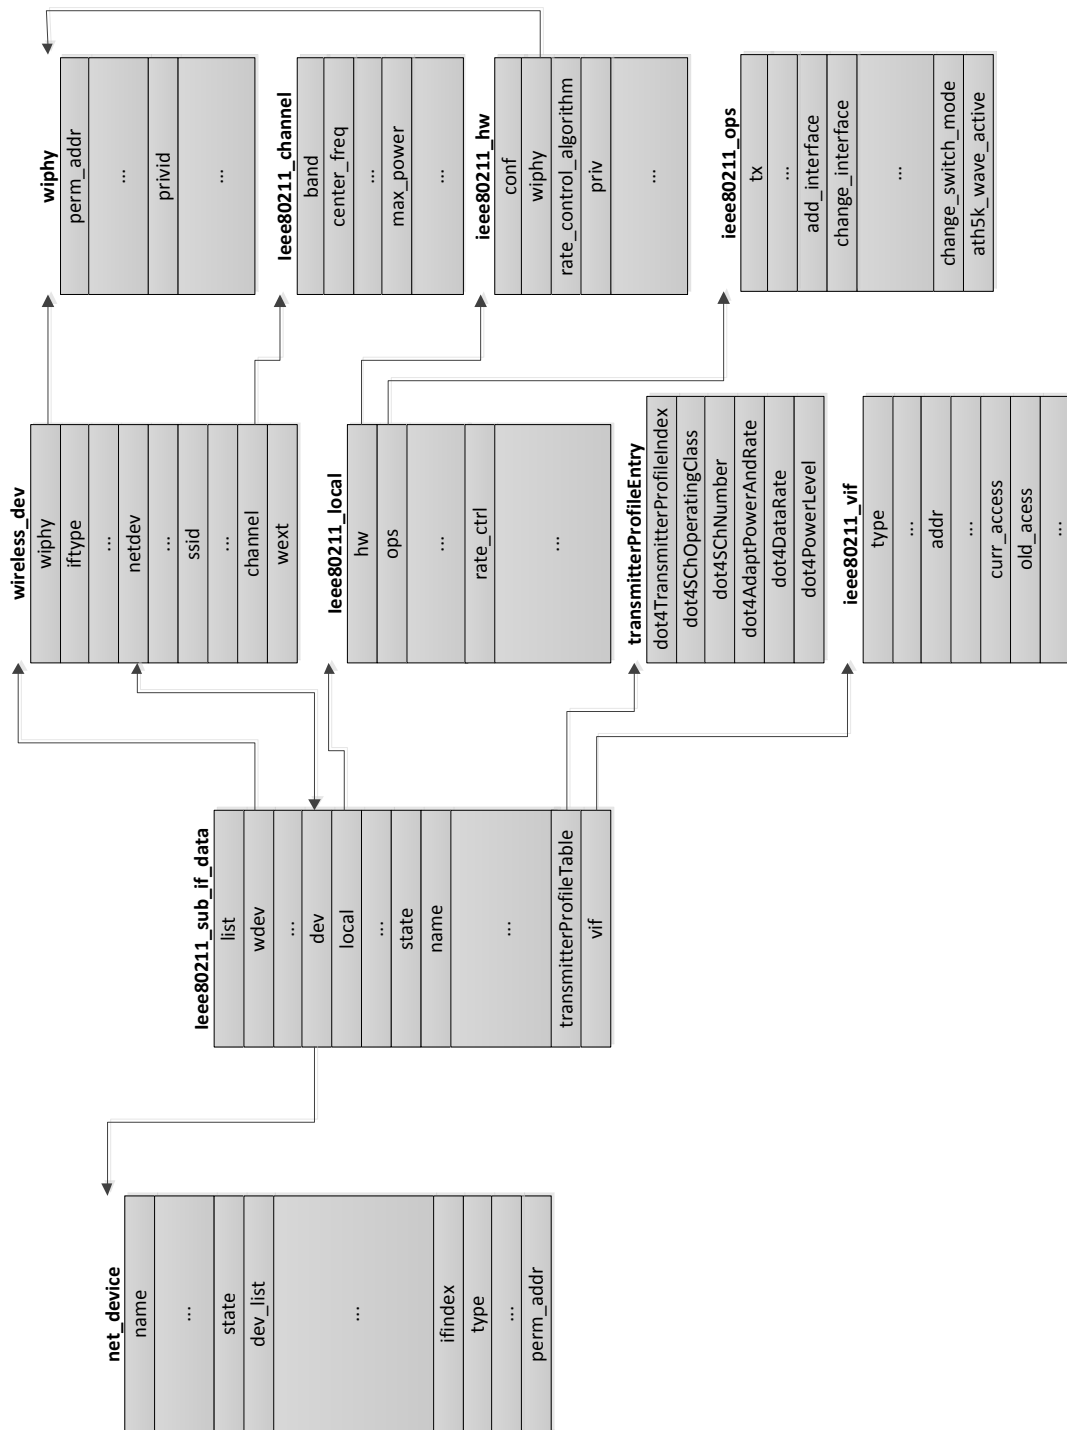 net_device
name
...
state
dev_list
...
ifindex
type
...
perm_addr
Ieee80211_sub_if_data
list
wdev
...
dev
local
...
state
name
...
transmitterProfileTable
vif
wireless_dev
wiphy
iftype
...
netdev
...
ssid
...
channel
wext
Ieee80211_local
hw
ops
...
rate_ctrl
...
transmitterProfileEntry
dot4TransmitterProfileIndex
dot4SChOperatingClass
dot4SChNumber
dot4AdaptPowerAndRate
dot4DataRate
dot4PowerLevel
ieee80211_vif
type
...
addr
...
curr_access
old_acess
...
wiphy
perm_addr
...
privid
...
Ieee80211_channel
band
center_freq
...
max_power
...
ieee80211_hw
conf
wiphy
rate_control_algorithm
priv
...
ieee80211_ops
tx
...
add_interface
change_interface
...
change_switch_mode
ath5k_wave_active